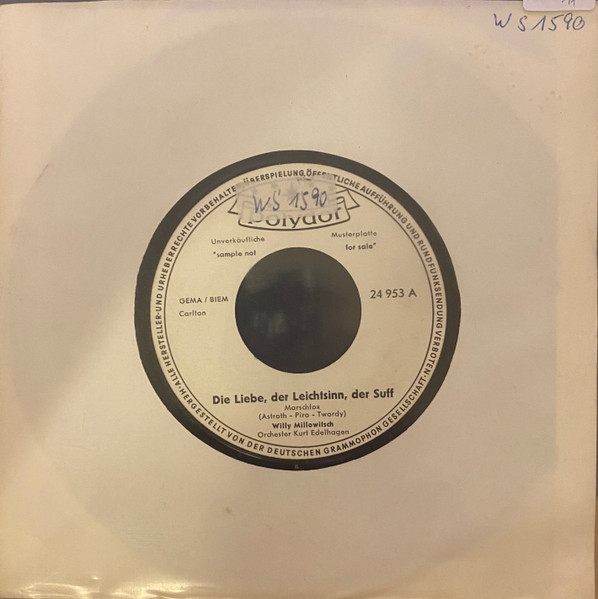 WS 1590
ALLE HERSTELLER- UND URHEBERRECHTE VORBEHALTEN · ÜBERSPIELUNG, ÖFFENTLICHE AUFFÜHRUNG UND RUNDFUNKSENDUNG VERBOTEN ·
HERGESTELLT VON DER DEUTSCHEN GRAMMOPHON GESELLSCHAFT ·
WS 1590
Polydor
Unverkäufliche Musterplatte
"sample not for sale"
GEMA / BIEM 24 953 A
Carlton
Die Liebe, der Leichtsinn, der Suff
Marschfox
(Astroth - Piro - Twardy)
Willy Millowitsch
Orchester Kurt Edelhagen